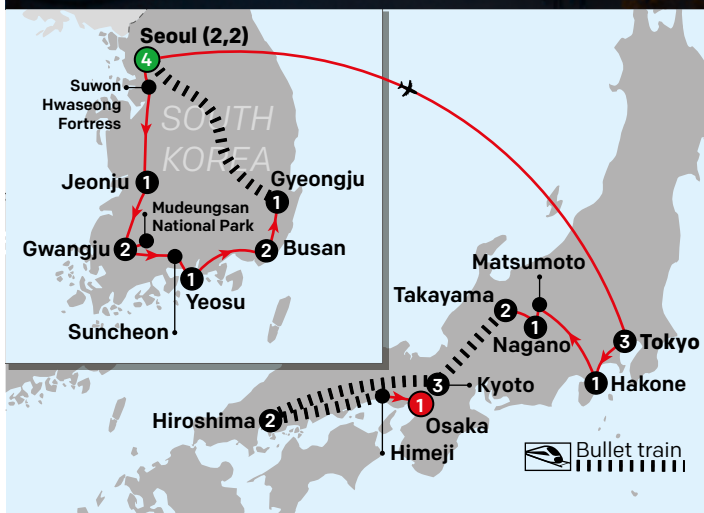 Seoul (2,2)
4
Suwon
Hwaseong
Fortress
SOUTH
KOREA
Jeonju
1
Gyeongju
1
Mudeungsan
National Park
Gwangju
2
2
Busan
1
Yeosu
Suncheon
Matsumoto
Takayama
2
1
Nagano
3
Tokyo
3
Kyoto
1
Hakone
Hiroshima
2
1
Osaka
Himeji
Bullet train